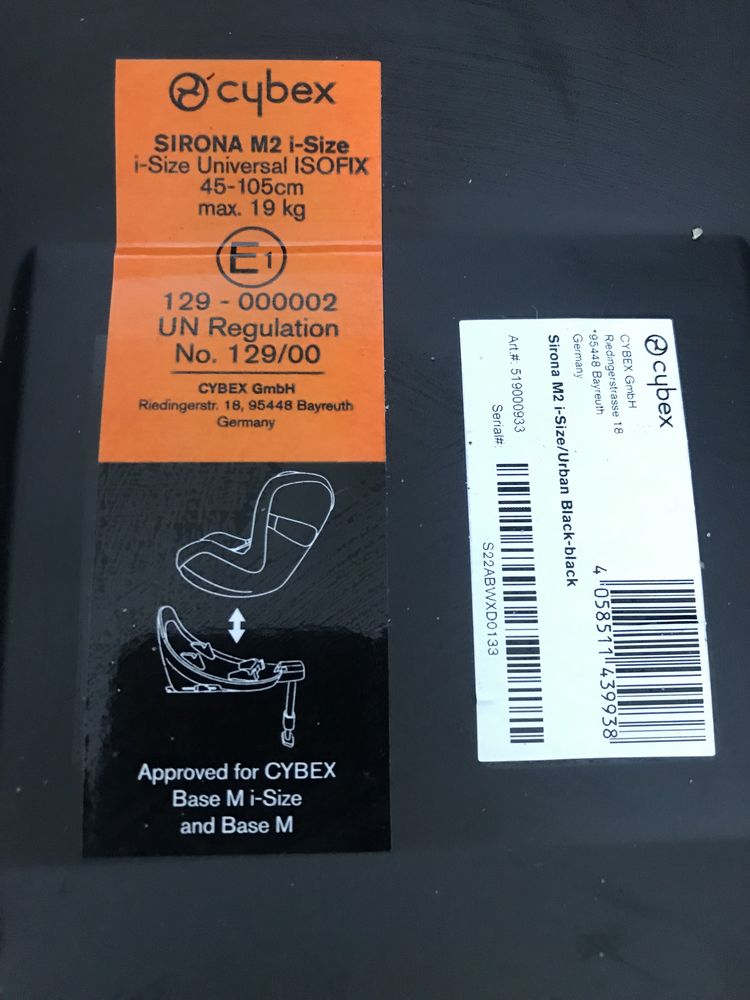 cybex
SIRONA M2 i-Size
i-Size Universal ISOFIX
45-105cm
max. 19 kg
E1
129 - 000002
UN Regulation
No. 129/00
CYBEX GmbH
Riedingerstr. 18, 95448 Bayreuth
Germany
Approved for CYBEX
Base M i-Size
and Base M
cybex
CYBEX GmbH
Riedingerstrasse 18
*95448 Bayreuth
Germany
Sirona M2 i-Size/Urban Black-black
Art.#: 519000933
Serial#:
S22ABWXD0133
4 058511 439938